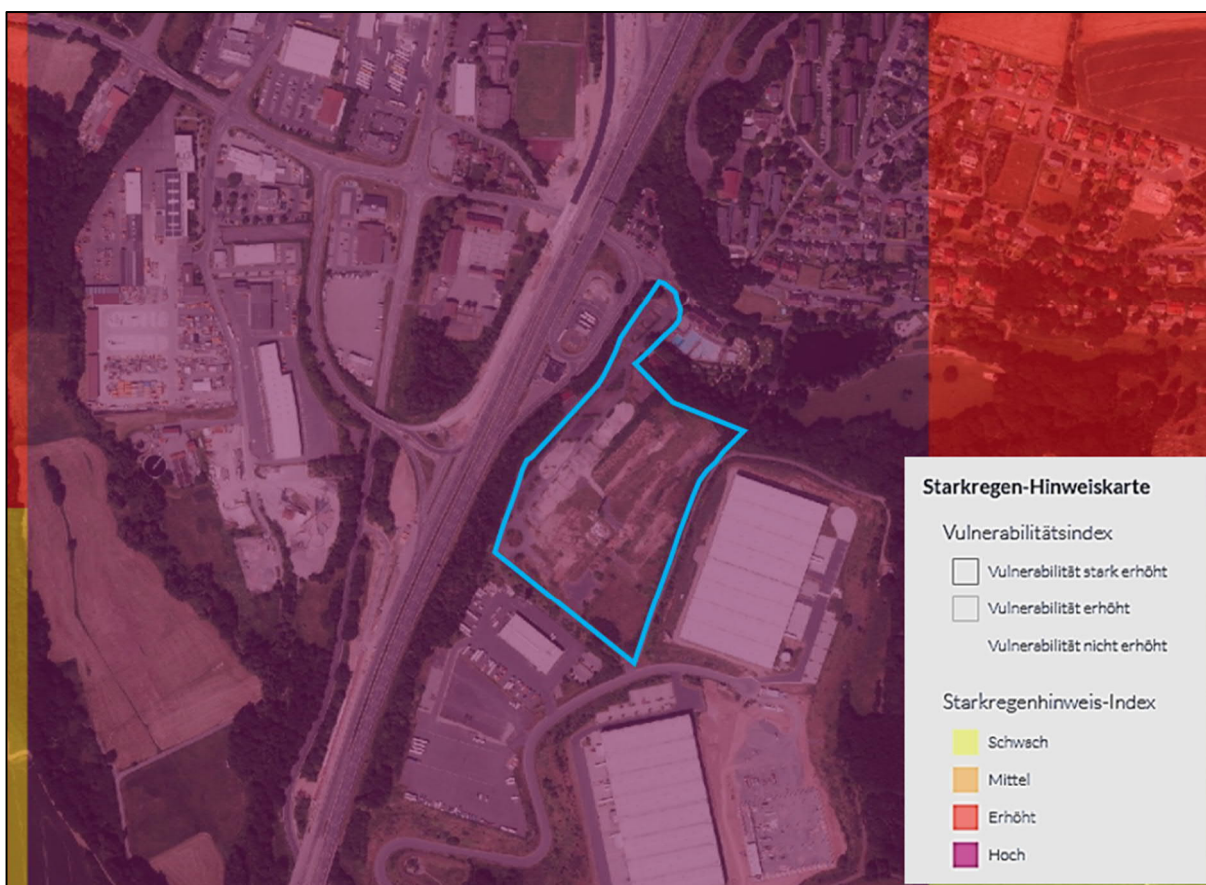 Starkregen-Hinweiskarte
Vulnerabilitätsindex
Vulnerabilität stark erhöht
Vulnerabilität erhöht
Vulnerabilität nicht erhöht
Starkregenhinweis-Index
Schwach
Mittel
Erhöht
Hoch